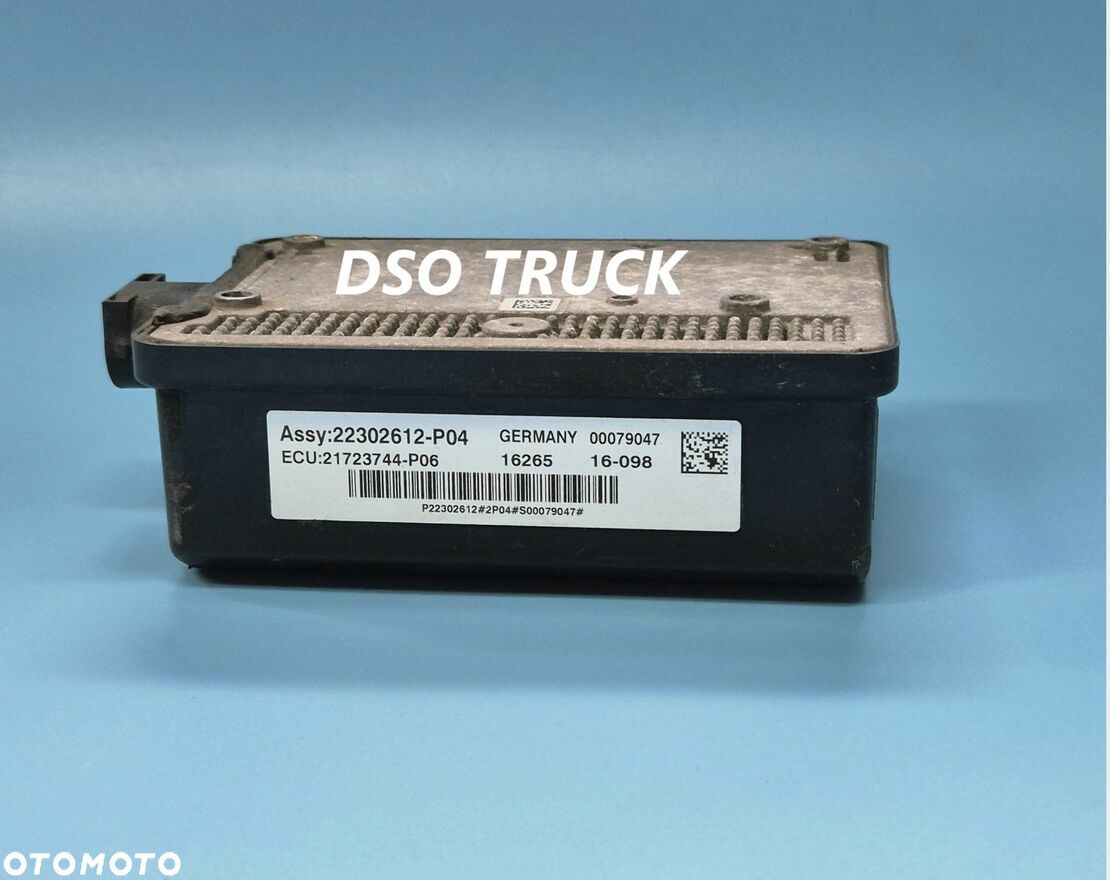 DSO TRUCK
Assy:22302612-P04 GERMANY 00079047
ECU:21723744-P06 16265 16-098
P22302612#2P04#S00079047#
OTOMOTO